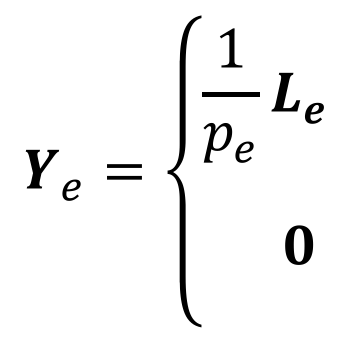 Y_e = { 1/p_e L_e
0